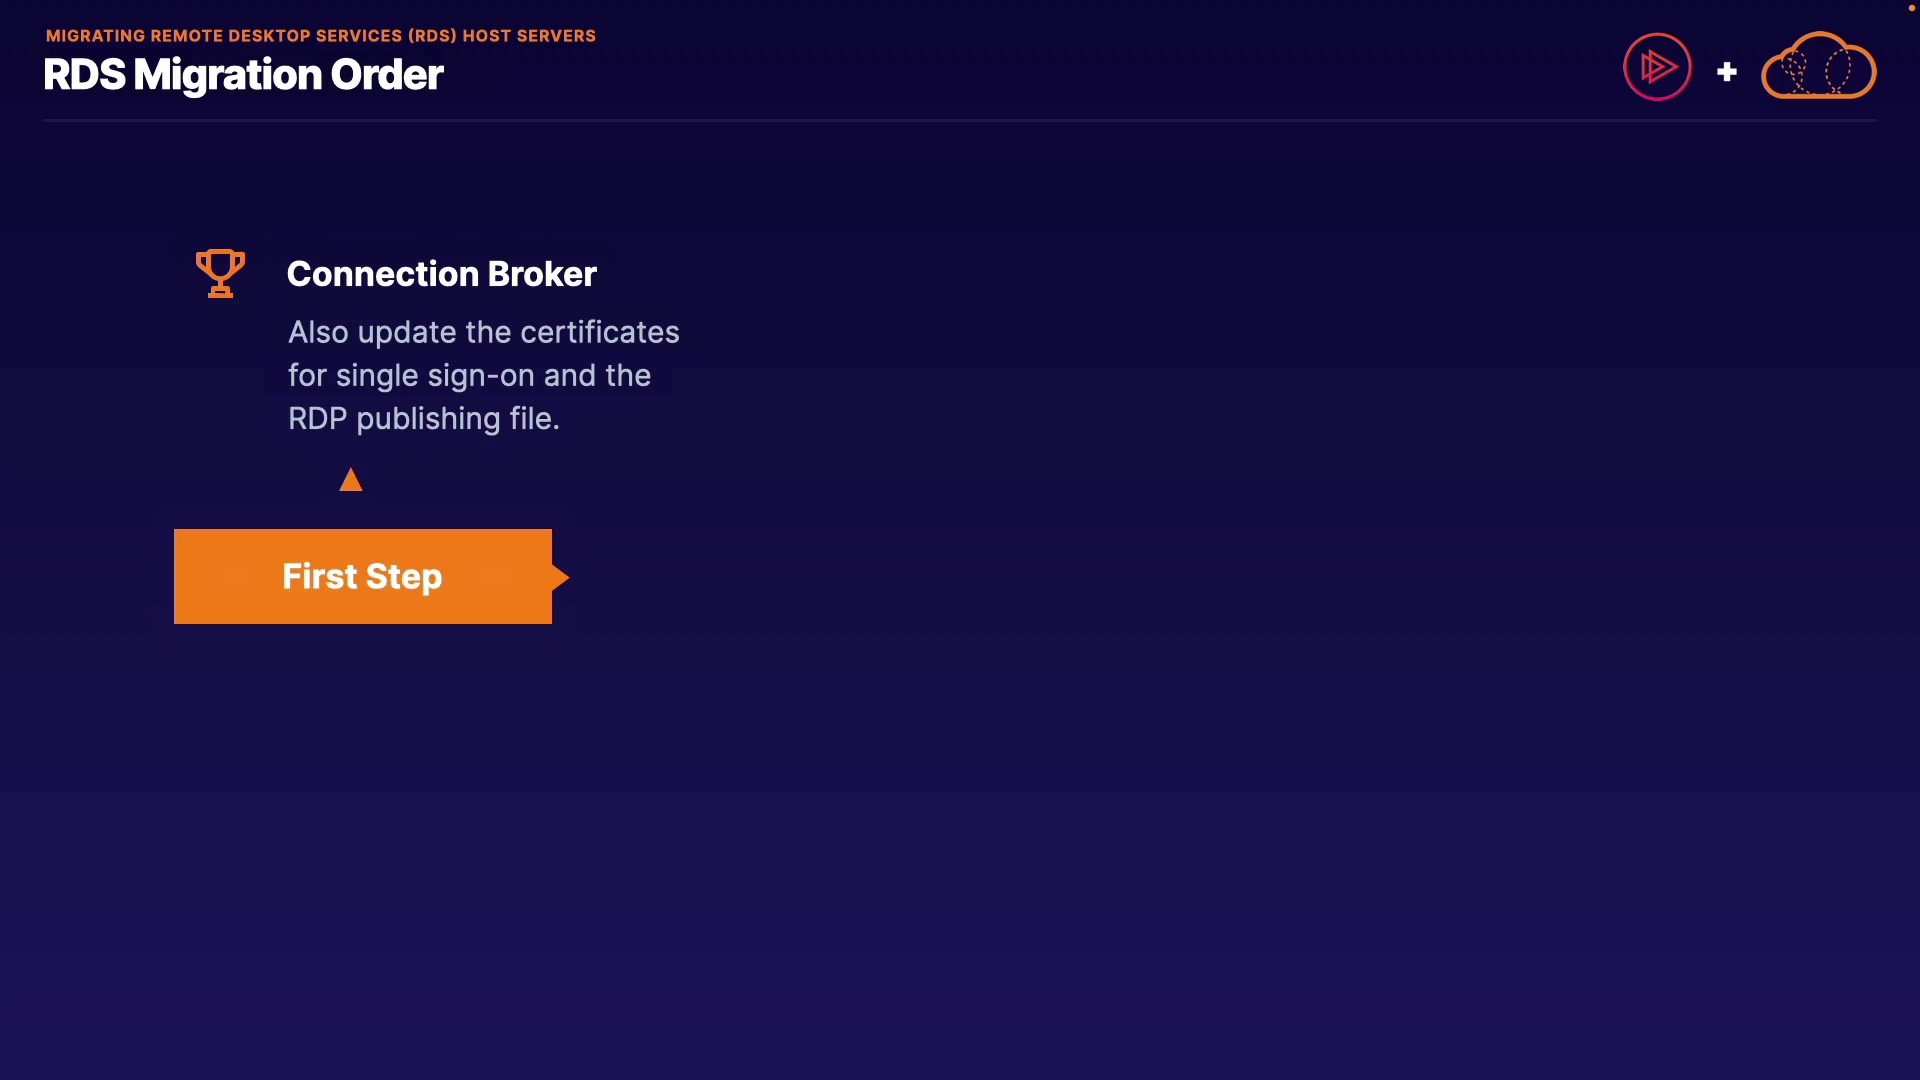 MIGRATING REMOTE DESKTOP SERVICES (RDS) HOST SERVERS
RDS Migration Order
Connection Broker
Also update the certificates
for single sign-on and the
RDP publishing file.
First Step